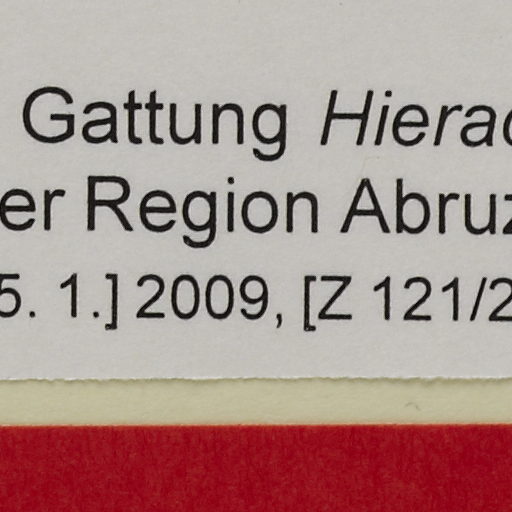 Gattung Hierac
er Region Abruz
5. 1.] 2009, [Z 121/2